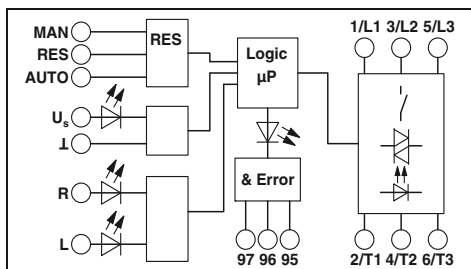 MAN
RES
AUTO
RES
U_s
⊥
R
L
Logic
µP
& Error
97 96 95
1/L1 3/L2 5/L3
2/T1 4/T2 6/T3